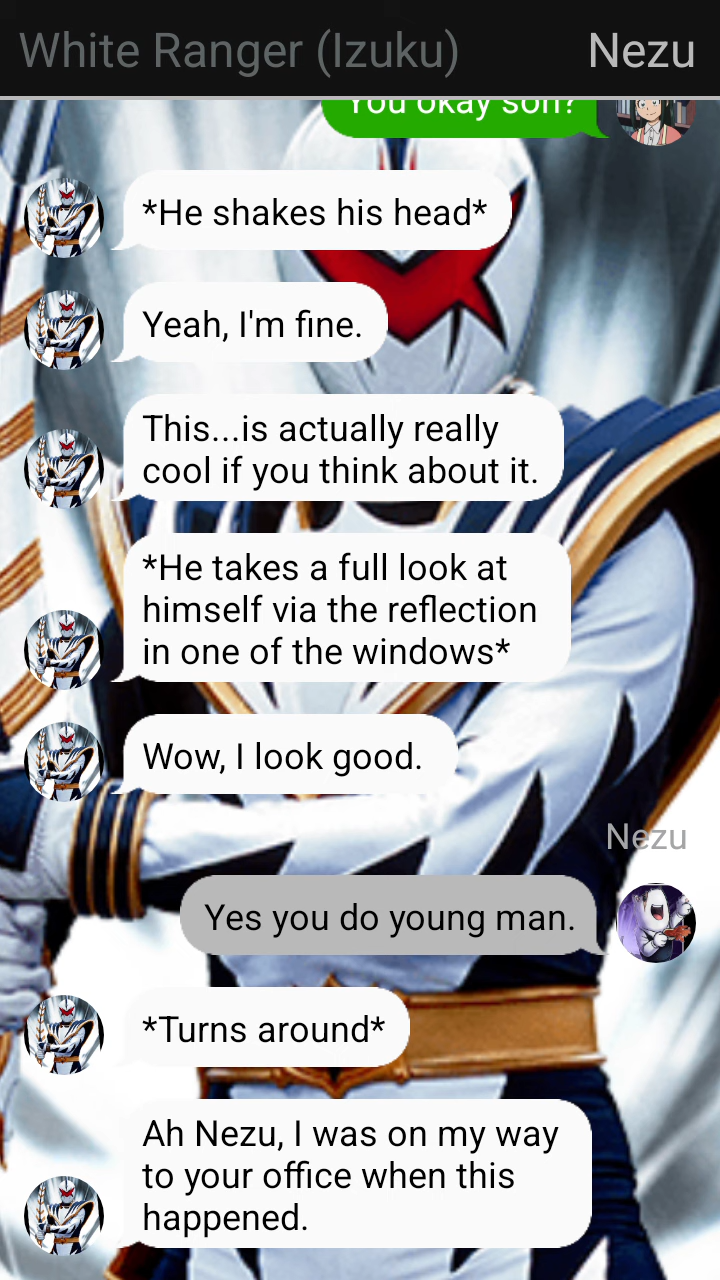 White Ranger (Izuku)
Nezu
You okay son?
*He shakes his head*
Yeah, I'm fine.
This...is actually really
cool if you think about it.
*He takes a full look at
himself via the reflection
in one of the windows*
Wow, I look good.
Nezu
Yes you do young man.
*Turns around*
Ah Nezu, I was on my way
to your office when this
happened.